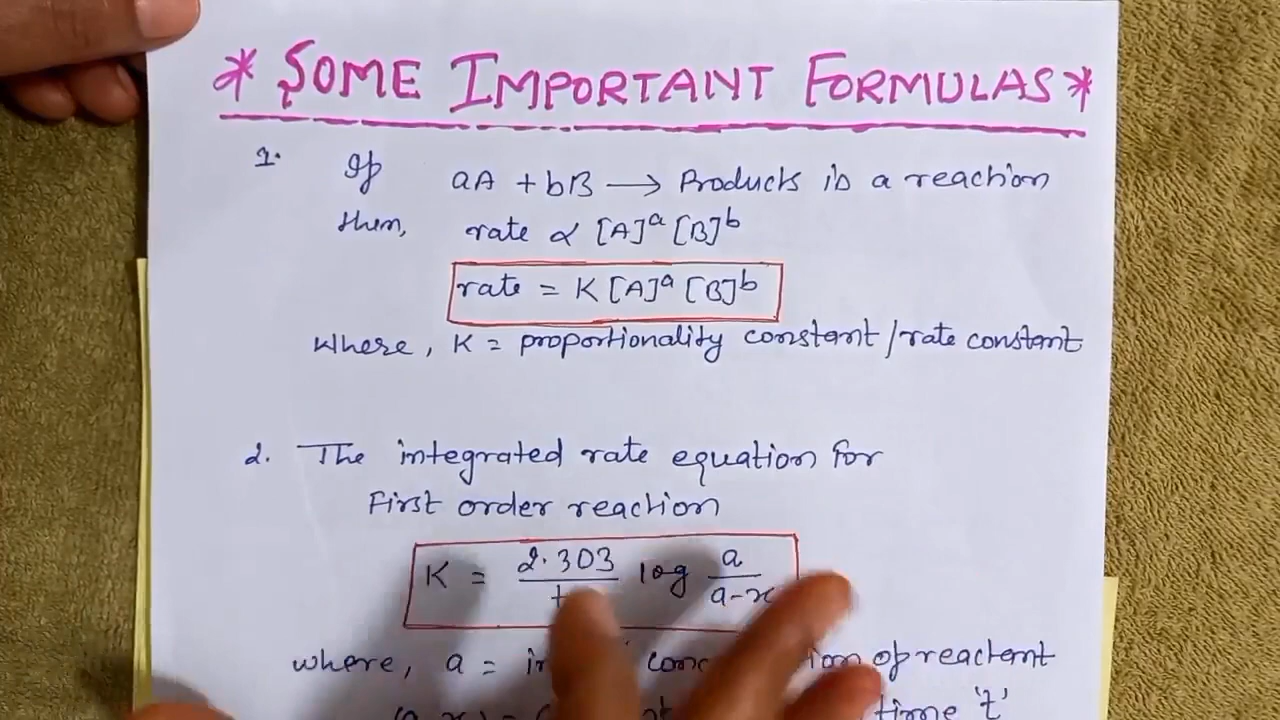 * SOME IMPORTANT FORMULAS *
1. If aA + bB → Products is a reaction
then, rate ∝ [A]ᵃ [B]ᵇ
rate = K [A]ᵃ [B]ᵇ
Where, K = proportionality constant / rate constant
2. The integrated rate equation for
First order reaction
K = 2.303/t log a/a-x
where, a = of reactant
time 't'